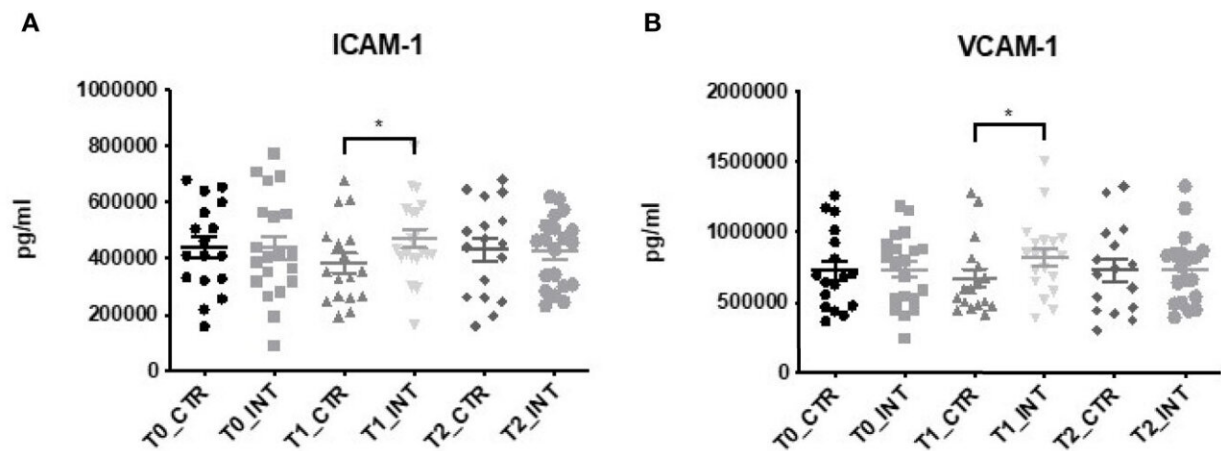 A
ICAM-1
1000000
800000
600000
400000
200000
0
pg/ml
*
T0_CTR
T0_INT
T1_CTR
T1_INT
T2_CTR
T2_INT
B
VCAM-1
2000000
1500000
1000000
500000
0
pg/ml
*
T0_CTR
T0_INT
T1_CTR
T1_INT
T2_CTR
T2_INT